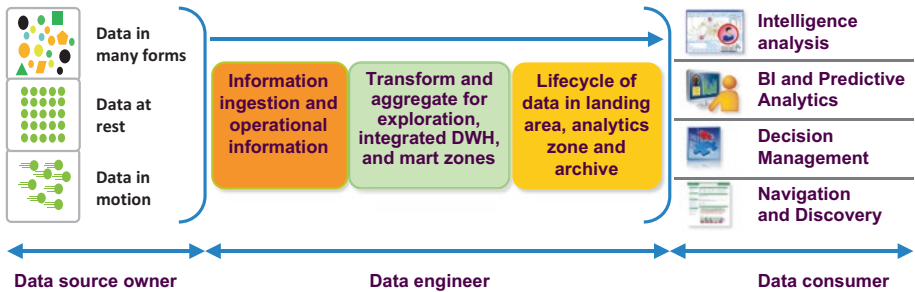 Data in
many forms
Data at
rest
Data in
motion
Information
ingestion and
operational
information
Transform and
aggregate for
exploration,
integrated DWH,
and mart zones
Lifecycle of
data in landing
area, analytics
zone and
archive
Intelligence
analysis
BI and Predictive
Analytics
Decision
Management
Navigation
and Discovery
Data source owner
Data engineer
Data consumer